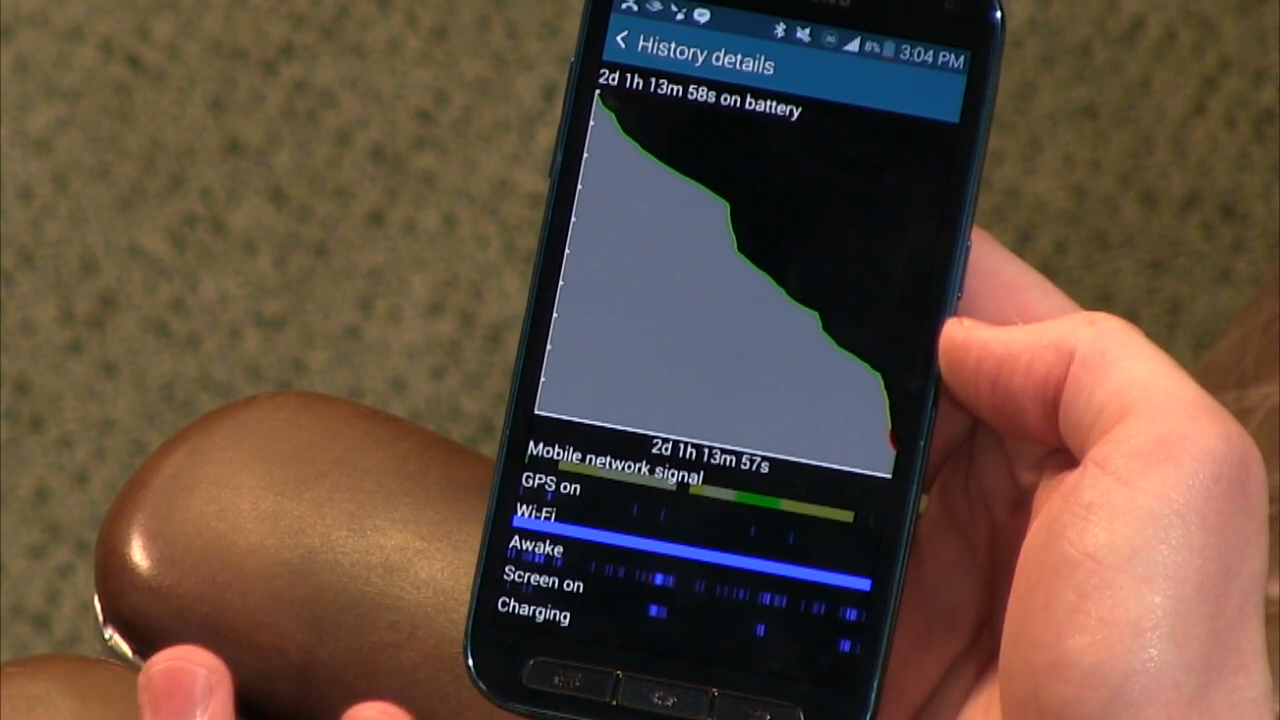 8% 3:04 PM
History details
2d 1h 13m 58s on battery
2d 1h 13m 57s
Mobile network signal
GPS on
Wi-Fi
Awake
Screen on
Charging